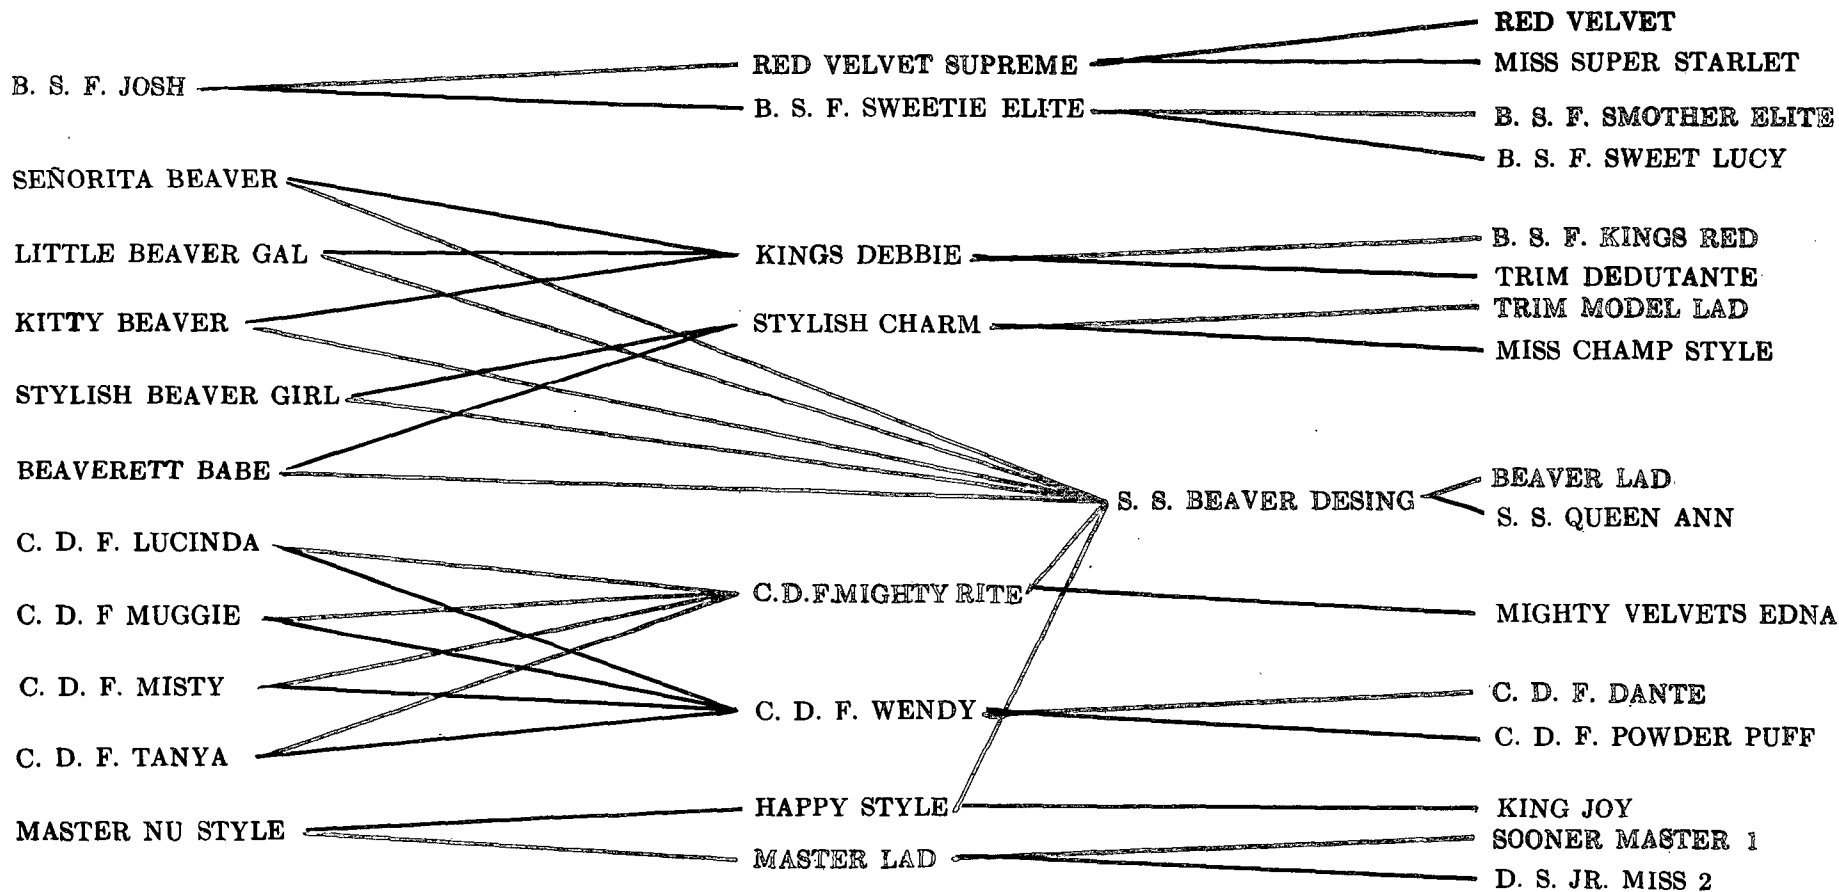 B. S. F. JOSH
SEÑORITA BEAVER
LITTLE BEAVER GAL
KITTY BEAVER
STYLISH BEAVER GIRL
BEAVERETT BABE
C. D. F. LUCINDA
C. D. F MUGGIE
C. D. F. MISTY
C. D. F. TANYA
MASTER NU STYLE
RED VELVET SUPREME
B. S. F. SWEETIE ELITE
KINGS DEBBIE
STYLISH CHARM
S. S. BEAVER DESING
C.D.F.MIGHTY RITE
C. D. F. WENDY
HAPPY STYLE
MASTER LAD
RED VELVET
MISS SUPER STARLET
B. S. F. SMOTHER ELITE
B. S. F. SWEET LUCY
B. S. F. KINGS RED
TRIM DEDUTANTE
TRIM MODEL LAD
MISS CHAMP STYLE
BEAVER LAD
S. S. QUEEN ANN
MIGHTY VELVETS EDNA
C. D. F. DANTE
C. D. F. POWDER PUFF
KING JOY
SOONER MASTER 1
D. S. JR. MISS 2